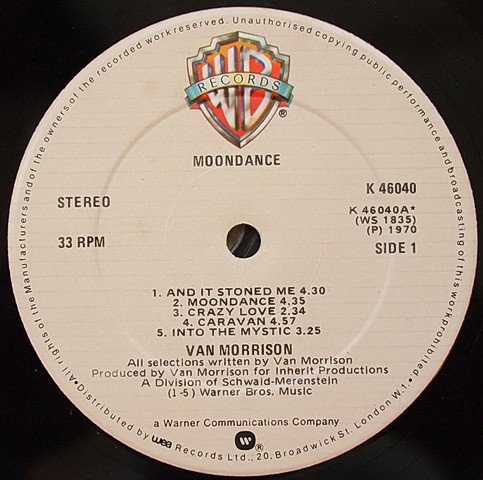 All rights of the Manufacturers and of the owners of the recorded work reserved. Unauthorised copying public performance and broadcasting of this work prohibited.
WB
RECORDS
®
MOONDANCE
STEREO
K 46040
K 46040A*
(WS 1835)
(P) 1970
33 RPM
SIDE 1
1. AND IT STONED ME 4.30
2. MOONDANCE 4.35
3. CRAZY LOVE 2.34
4. CARAVAN 4.57
5. INTO THE MYSTIC 3.25
VAN MORRISON
All selections written by Van Morrison
Produced by Van Morrison for Inherit Productions
A Division of Schwaid-Merenstein
(1-5) Warner Bros. Music
a Warner Communications Company
W ®
•Distributed by wea Records Ltd., 20, Broadwick St. London W1.•